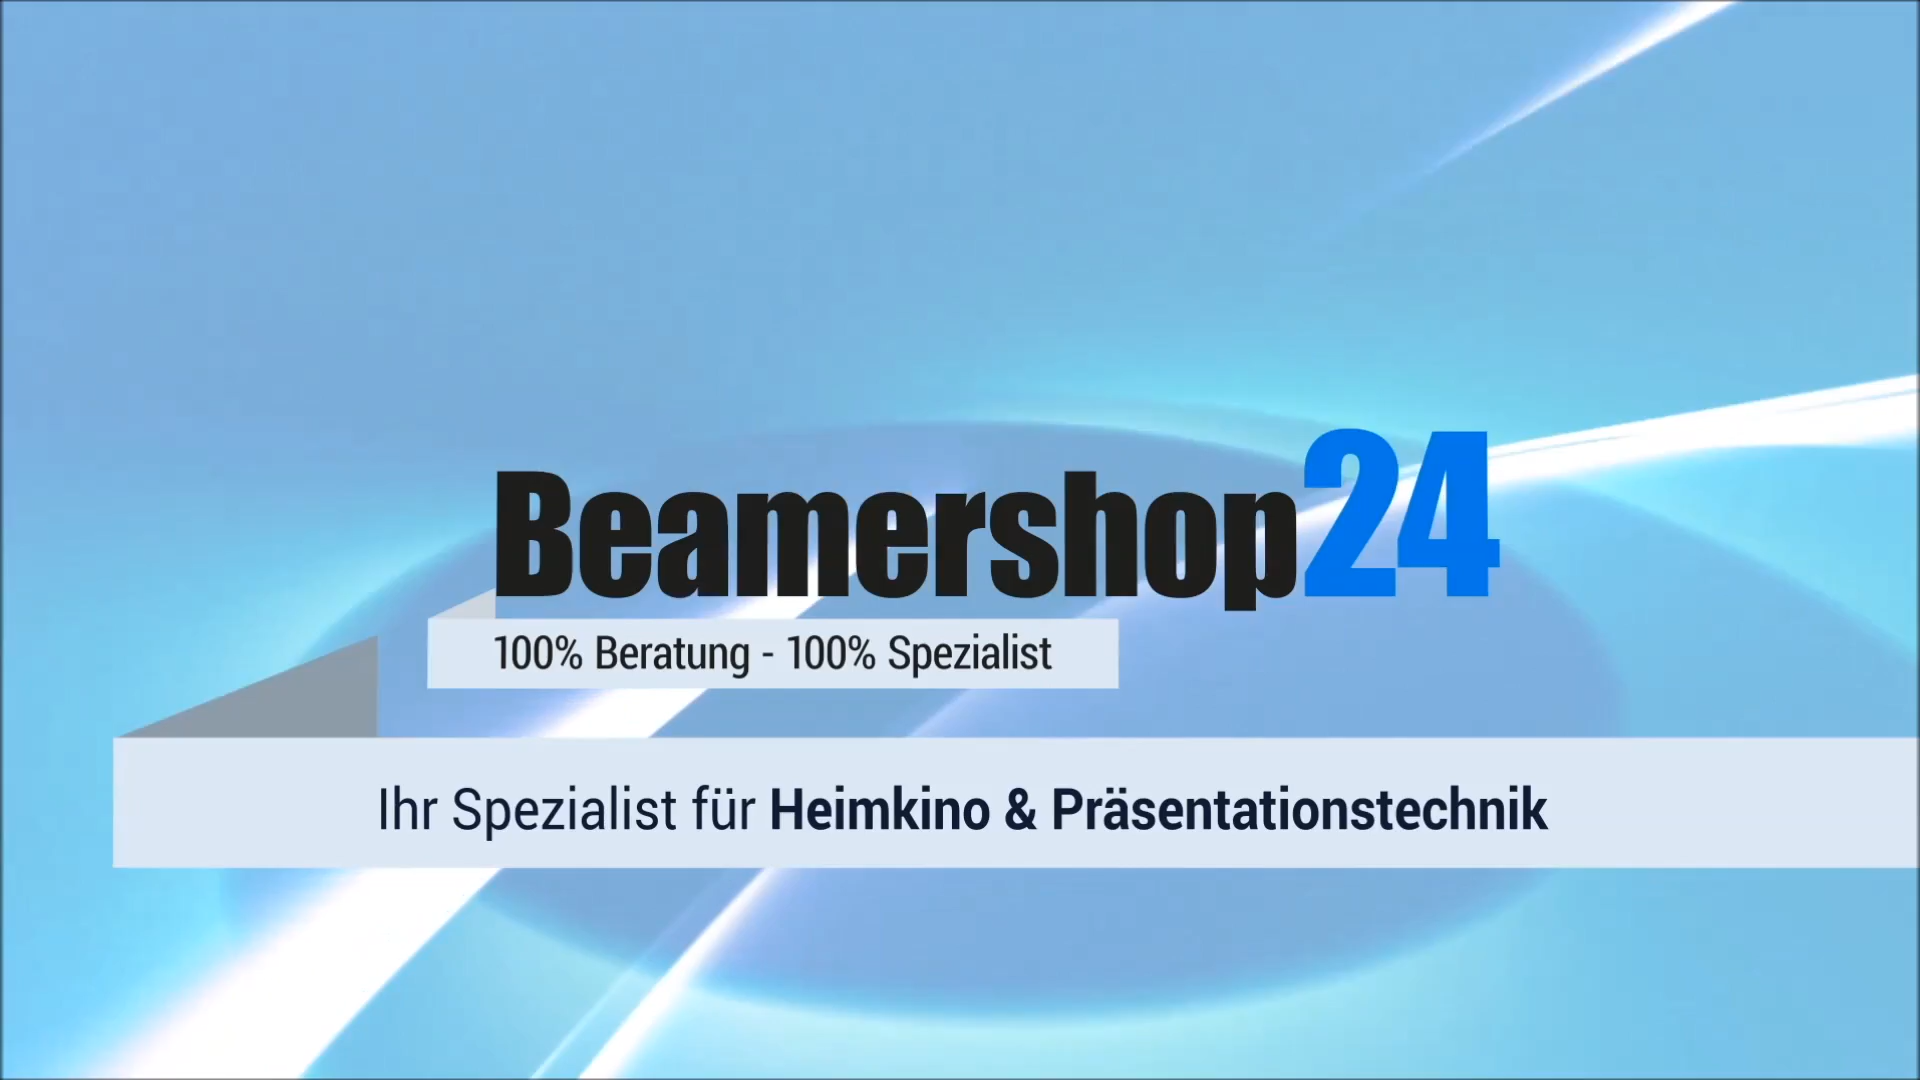 Beamershop24
100% Beratung - 100% Spezialist
Ihr Spezialist für Heimkino & Präsentationstechnik